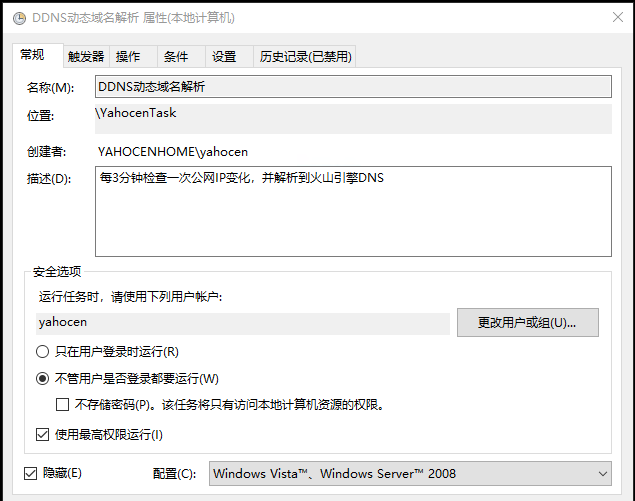 DDNS动态域名解析 属性(本地计算机)
常规 触发器 操作 条件 设置 历史记录(已禁用)
名称(M): DDNS动态域名解析
位置: \YahocenTask
创建者: YAHOCENHOME\yahocen
描述(D): 每3分钟检查一次公网IP变化，并解析到火山引擎DNS
安全选项
运行任务时，请使用下列用户帐户:
yahocen 更改用户或组(U)...
只在用户登录时运行(R)
不管用户是否登录都要运行(W)
不存储密码(P)。该任务将只有访问本地计算机资源的权限。
使用最高权限运行(I)
隐藏(E) 配置(C): Windows Vista™、Windows Server™ 2008